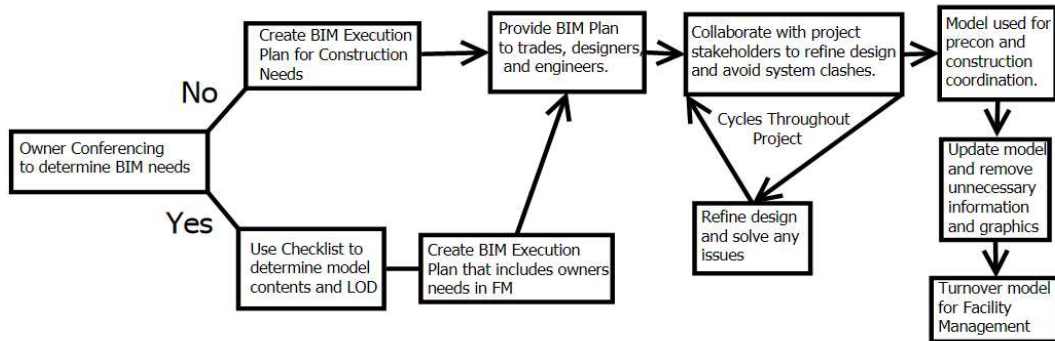 Create BIM Execution
Plan for Construction
Needs
Provide BIM Plan
to trades, designers,
and engineers.
Collaborate with project
stakeholders to refine design
and avoid system clashes.
Model used for
precon and
construction
coordination.
No
Cycles Throughout
Project
Owner Conferencing
to determine BIM needs
Update model
and remove
unnecessary
information
and graphics
Yes
Refine design
and solve any
issues
Use Checklist to
determine model
contents and LOD
Create BIM Execution
Plan that includes owners
needs in FM
Turnover model
for Facility
Management